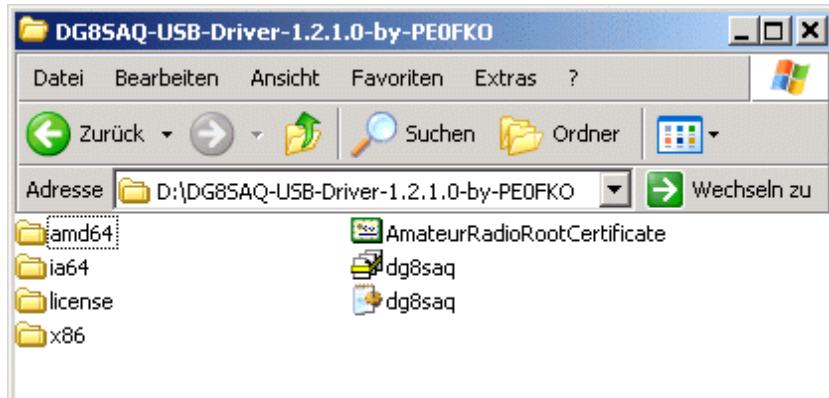 DG8SAQ-USB-Driver-1.2.1.0-by-PE0FKO
Datei Bearbeiten Ansicht Favoriten Extras ?
Zurück Suchen Ordner
Adresse D:\DG8SAQ-USB-Driver-1.2.1.0-by-PE0FKO Wechseln zu
amd64 AmateurRadioRootCertificate
ia64 dg8saq
license dg8saq
x86